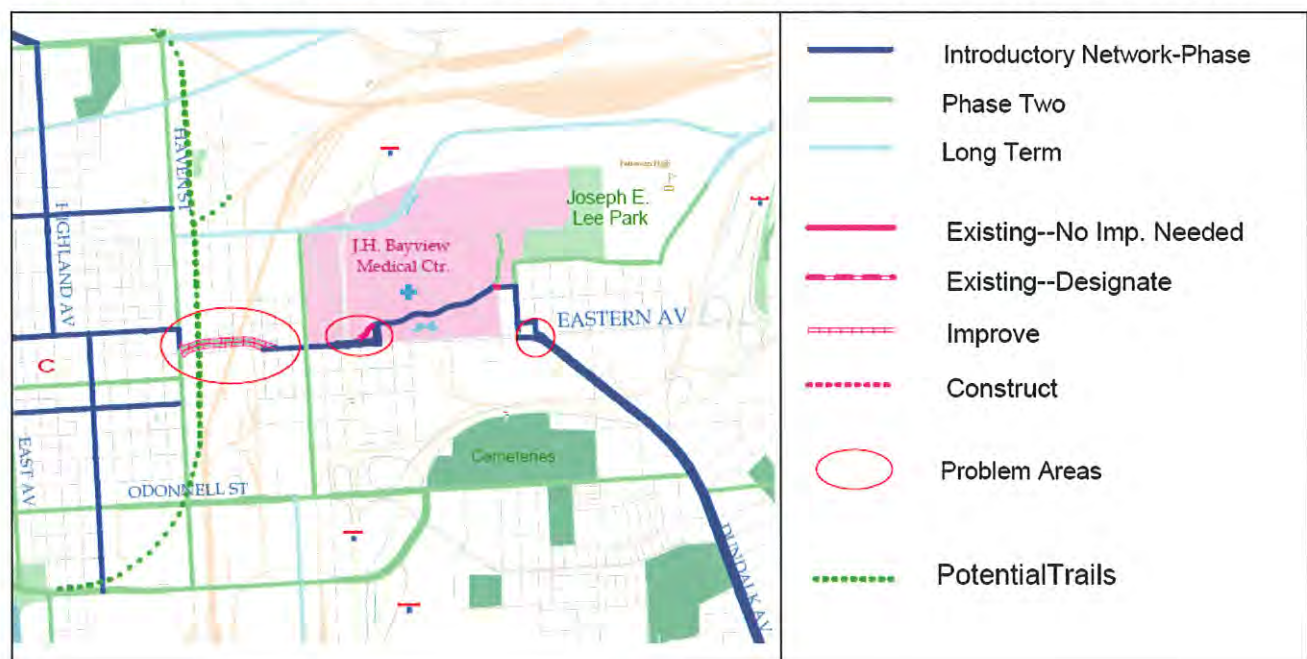 HAVEN ST
HIGHLAND AV
Joseph E.
Lee Park
J.H. Bayview
Medical Ctr.
EASTERN AV
C
EAST AV
Cemeteries
ODONNELL ST
DUNDALK AV
Introductory Network-Phase
Phase Two
Long Term
Existing--No Imp. Needed
Existing--Designate
Improve
Construct
Problem Areas
PotentialTrails